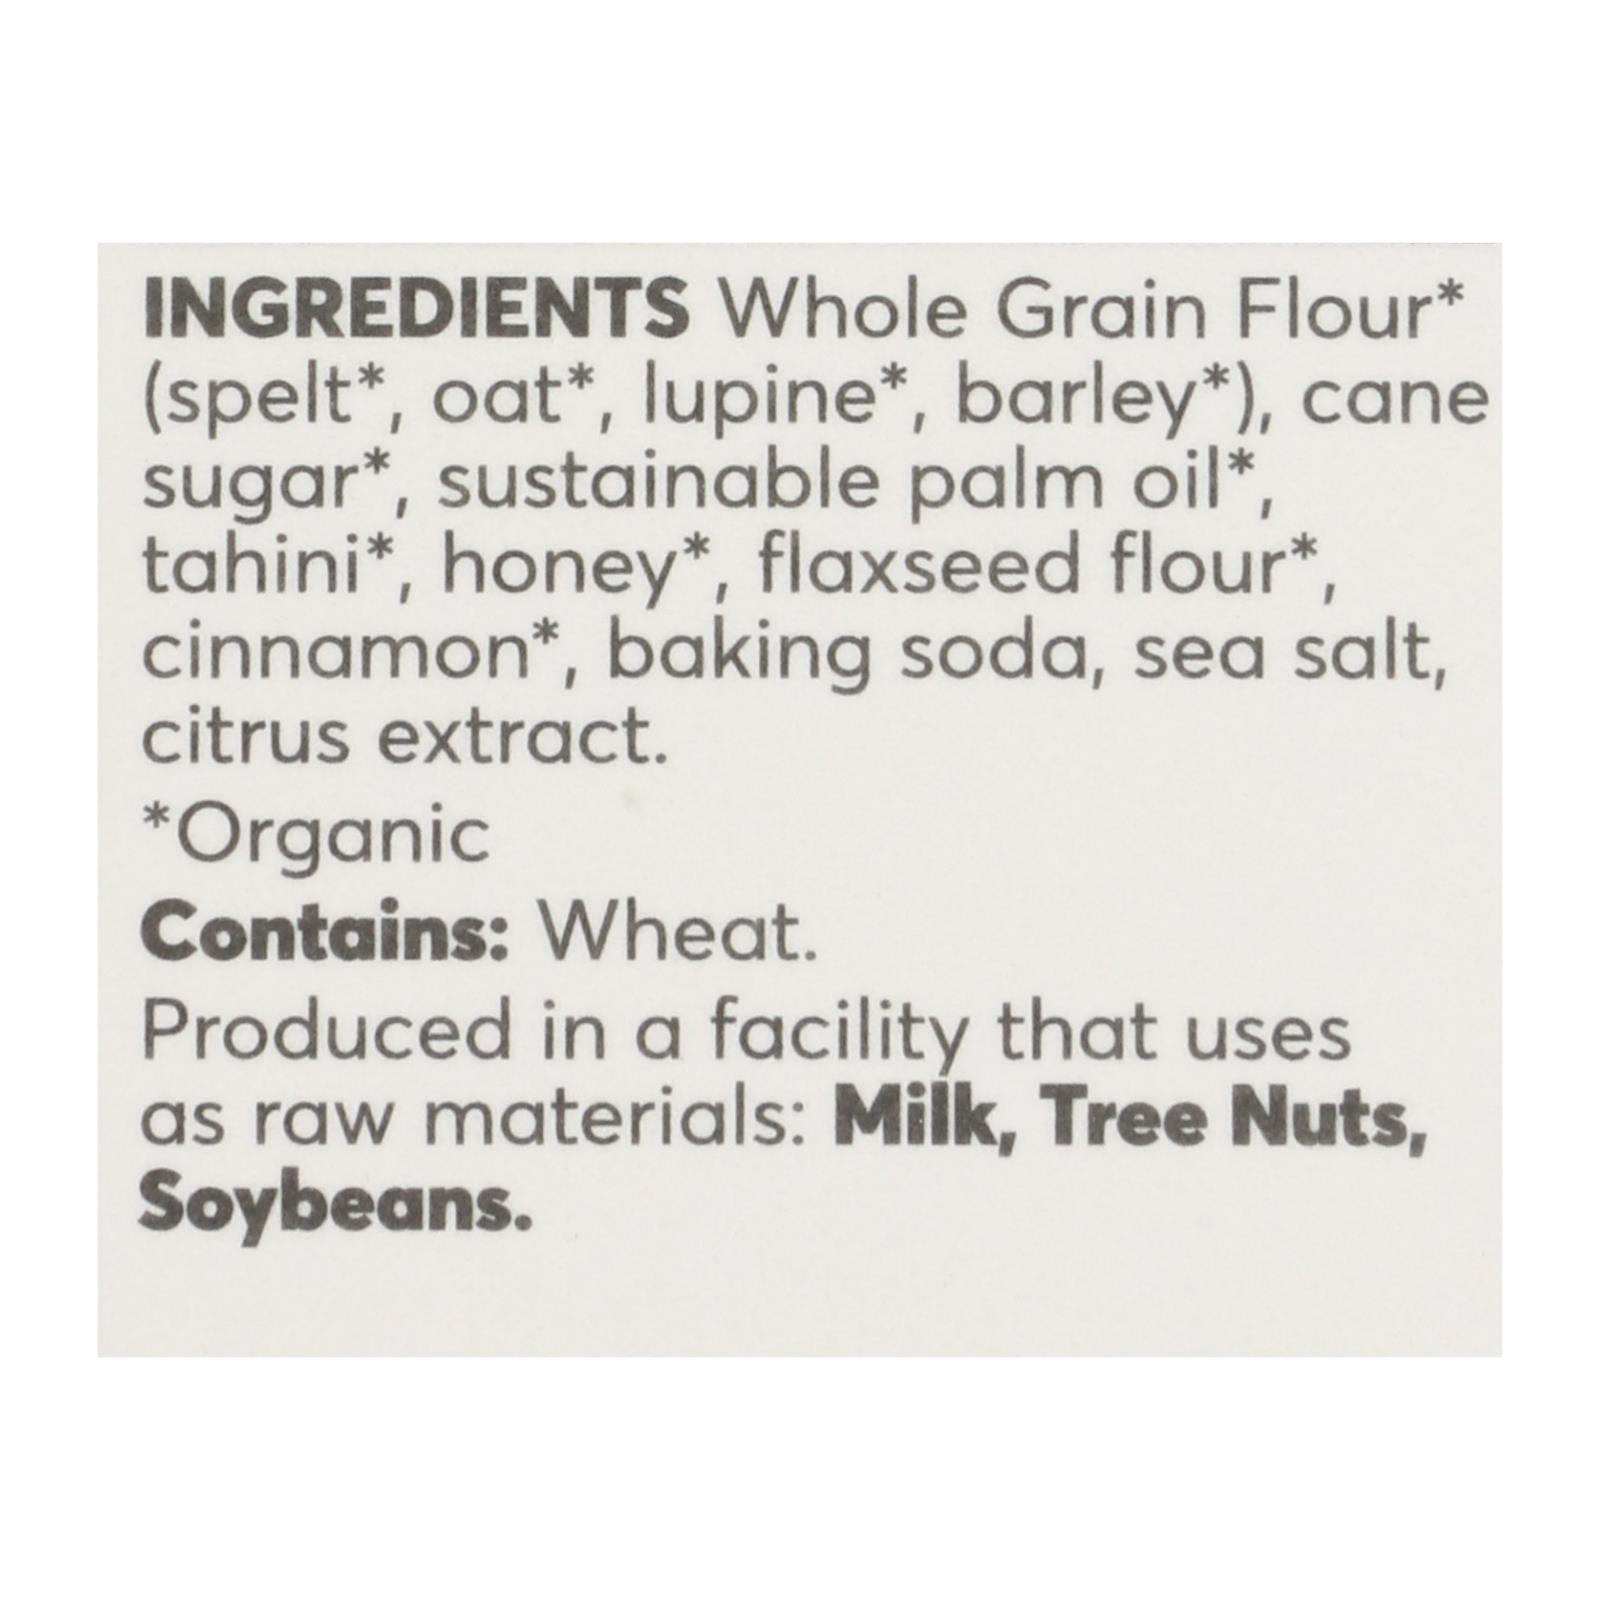 INGREDIENTS Whole Grain Flour*
(spelt*, oat*, lupine*, barley*), cane
sugar*, sustainable palm oil*,
tahini*, honey*, flaxseed flour*,
cinnamon*, baking soda, sea salt,
citrus extract.
*Organic
Contains: Wheat.
Produced in a facility that uses
as raw materials: Milk, Tree Nuts,
Soybeans.